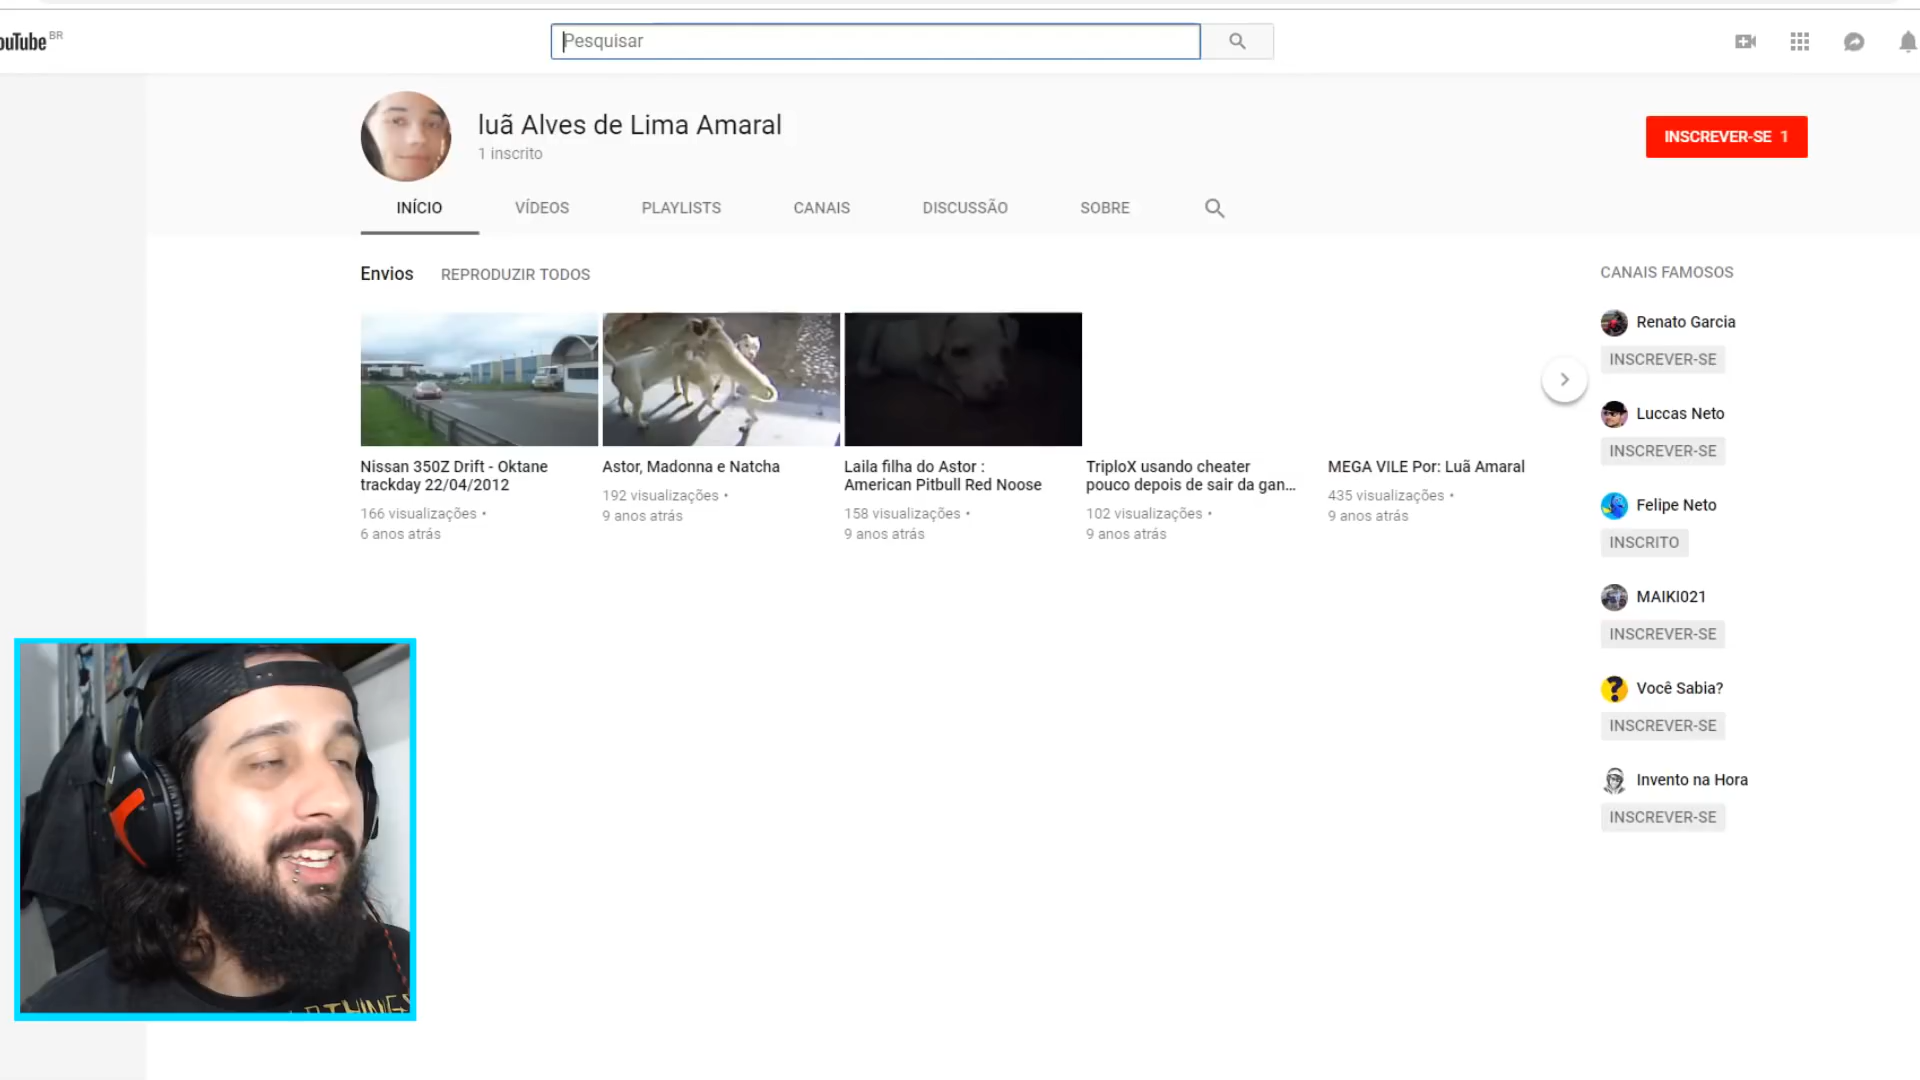 ouTube BR
Pesquisar
luã Alves de Lima Amaral
1 inscrito
INSCREVER-SE 1
INÍCIO VÍDEOS PLAYLISTS CANAIS DISCUSSÃO SOBRE
Envios REPRODUZIR TODOS
Nissan 350Z Drift - Oktane
trackday 22/04/2012
166 visualizações •
6 anos atrás
Astor, Madonna e Natcha
192 visualizações •
9 anos atrás
Laila filha do Astor :
American Pitbull Red Noose
158 visualizações •
9 anos atrás
TriploX usando cheater
pouco depois de sair da gan...
102 visualizações •
9 anos atrás
MEGA VILE Por: Luã Amaral
435 visualizações •
9 anos atrás
CANAIS FAMOSOS
Renato Garcia
INSCREVER-SE
Luccas Neto
INSCREVER-SE
Felipe Neto
INSCRITO
MAIKI021
INSCREVER-SE
Você Sabia?
INSCREVER-SE
Invento na Hora
INSCREVER-SE